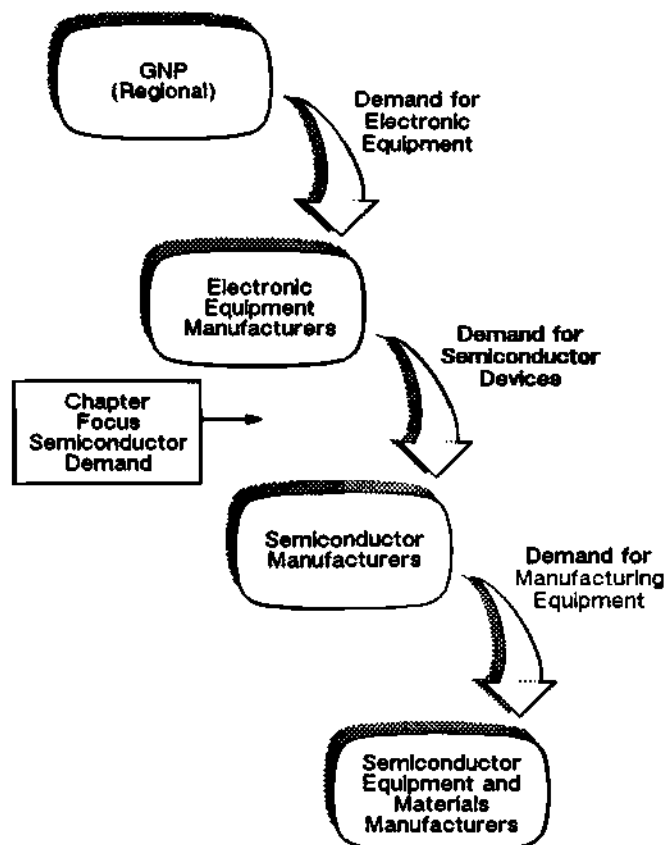 GNP
(Regional)
Demand for
Electronic
Equipment
Electronic
Equipment
Manufacturers
Demand for
Semiconductor
Devices
Chapter
Focus
Semiconductor
Demand
Semiconductor
Manufacturers
Demand for
Manufacturing
Equipment
Semiconductor
Equipment and
Materials
Manufacturers